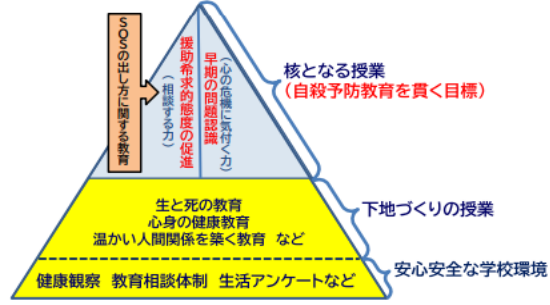 SOSの出し方に関する教育
援助希求的態度の促進
（相談する力）
早期の問題認識
（心の危機に気付く力）
核となる授業
（自殺予防教育を貫く目標）
生と死の教育
心身の健康教育
温かい人間関係を築く教育 など
下地づくりの授業
健康観察 教育相談体制 生活アンケートなど
安心安全な学校環境